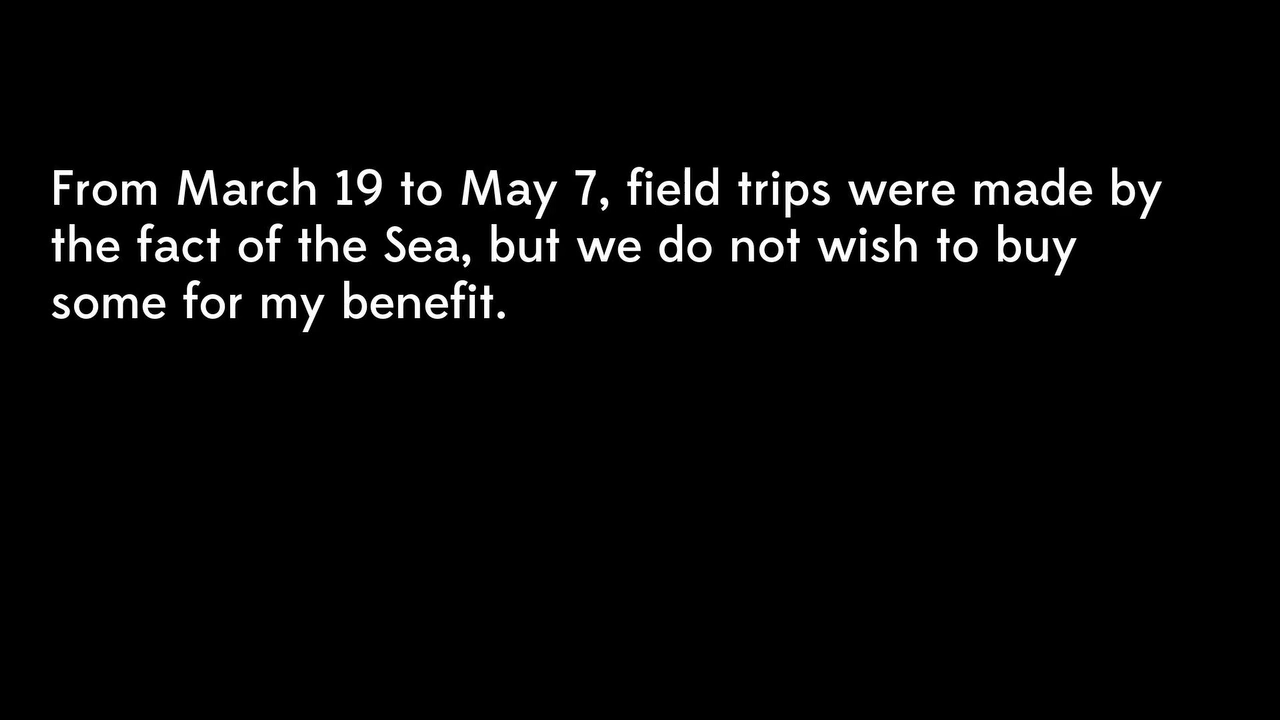 From March 19 to May 7, field trips were made by
the fact of the Sea, but we do not wish to buy
some for my benefit.